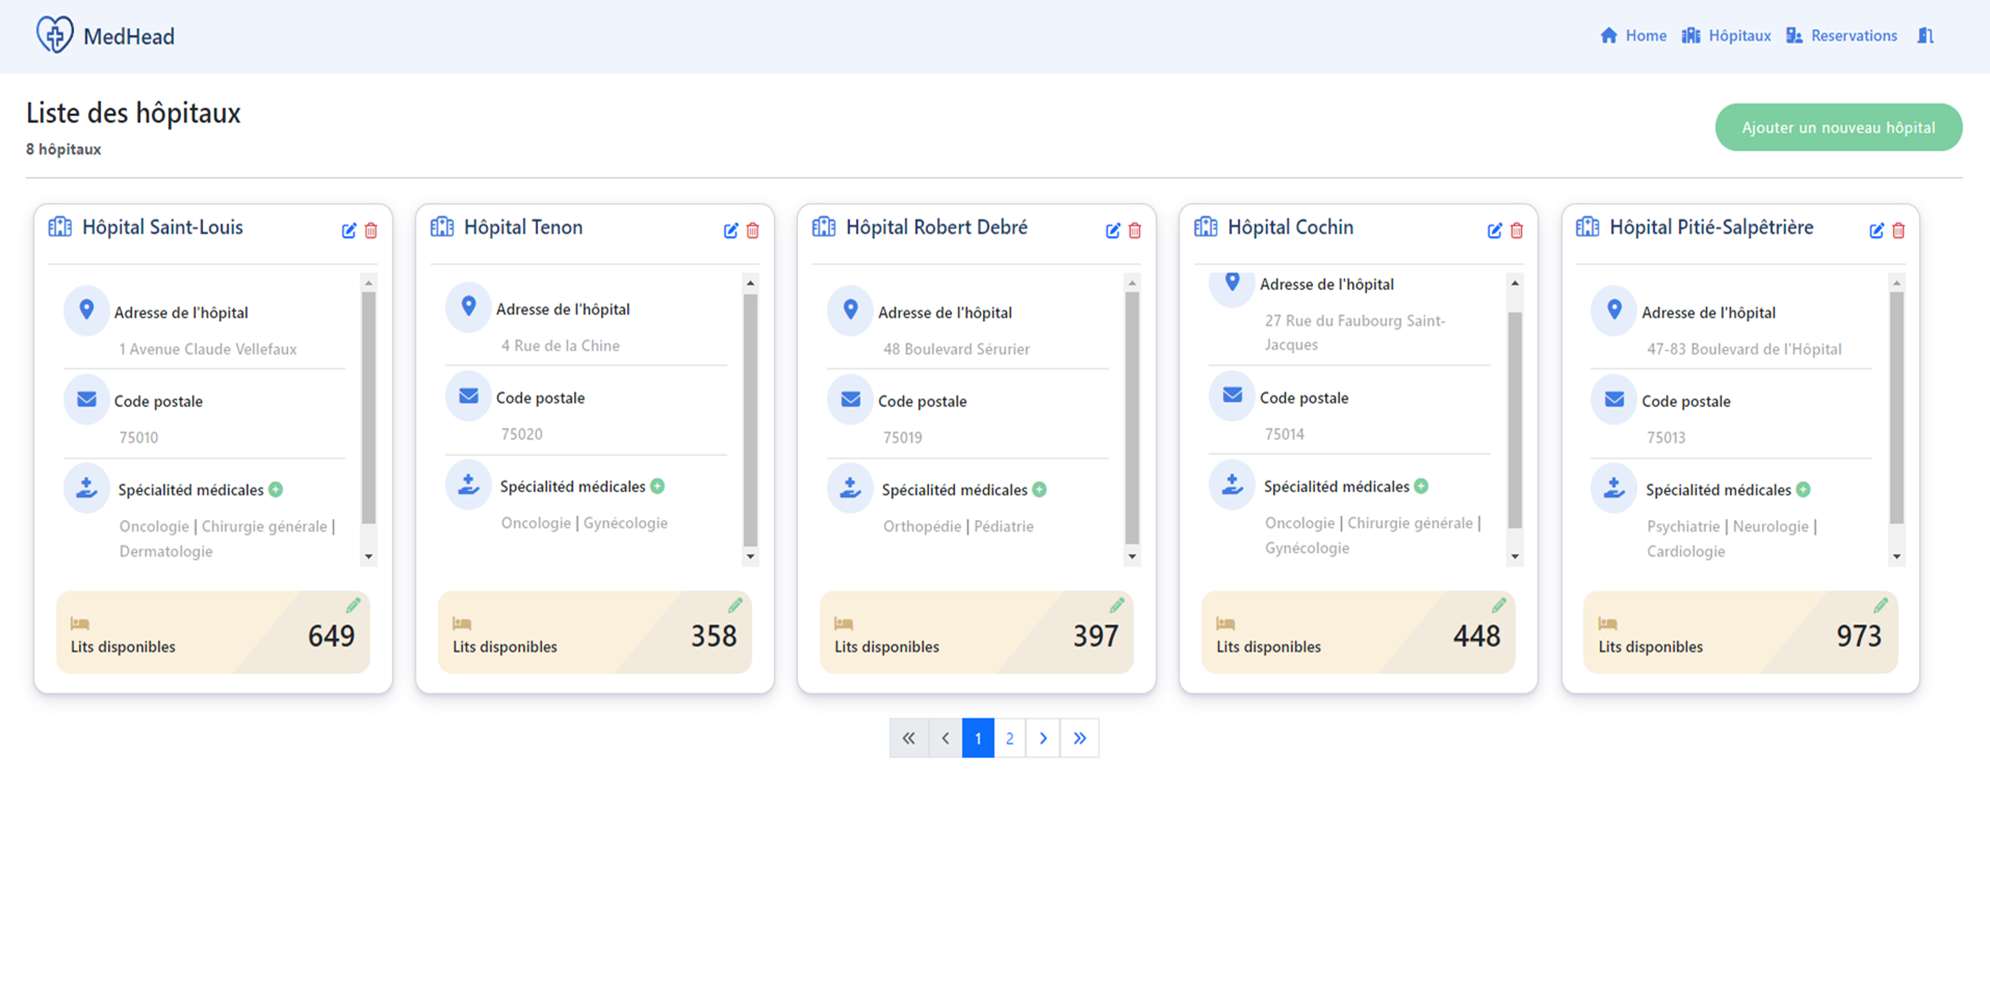 MedHead
Home
Hôpitaux
Reservations
Liste des hôpitaux
8 hôpitaux
Ajouter un nouveau hôpital
Hôpital Saint-Louis
Adresse de l'hôpital
1 Avenue Claude Vellefaux
Code postale
75010
Spécialitéd médicales
Oncologie | Chirurgie générale |
Dermatologie
Lits disponibles
649
Hôpital Tenon
Adresse de l'hôpital
4 Rue de la Chine
Code postale
75020
Spécialitéd médicales
Oncologie | Gynécologie
Lits disponibles
358
Hôpital Robert Debré
Adresse de l'hôpital
48 Boulevard Sérurier
Code postale
75019
Spécialitéd médicales
Orthopédie | Pédiatrie
Lits disponibles
397
Hôpital Cochin
Adresse de l'hôpital
27 Rue du Faubourg Saint-
Jacques
Code postale
75014
Spécialitéd médicales
Oncologie | Chirurgie générale |
Gynécologie
Lits disponibles
448
Hôpital Pitié-Salpêtrière
Adresse de l'hôpital
47-83 Boulevard de l'Hôpital
Code postale
75013
Spécialitéd médicales
Psychiatrie | Neurologie |
Cardiologie
Lits disponibles
973
« ‹ 1 2 › »